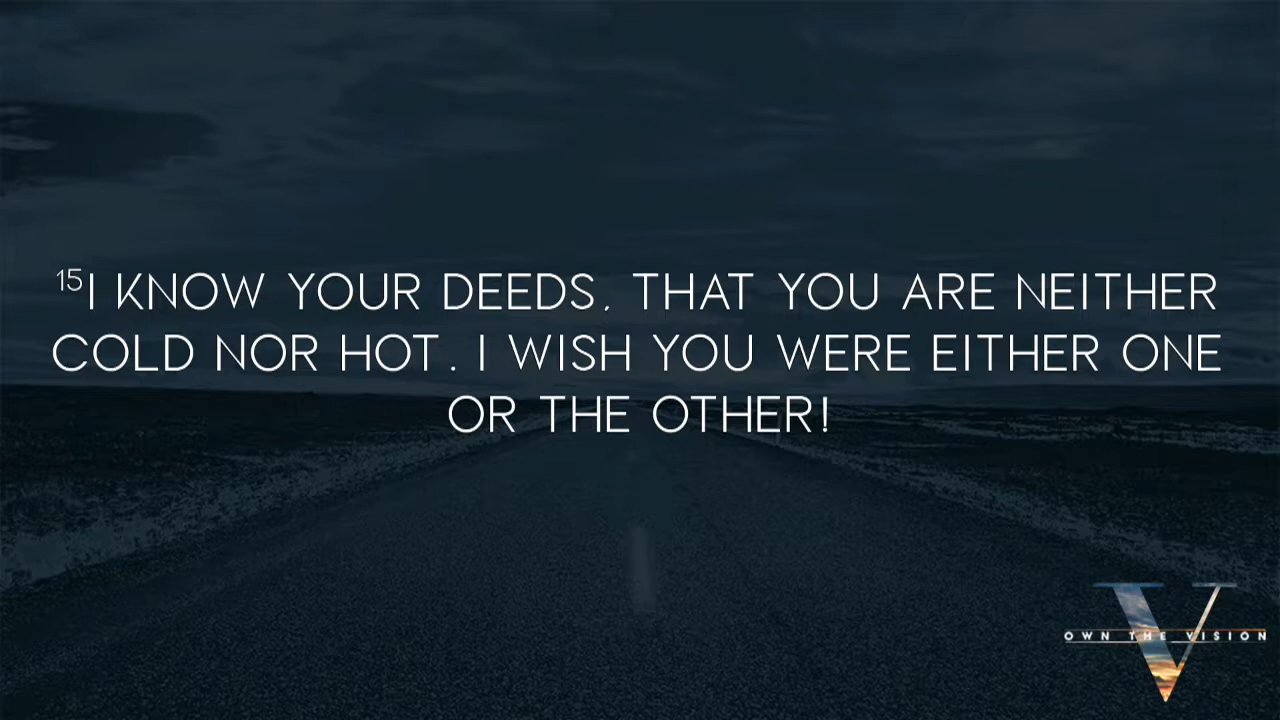 15I KNOW YOUR DEEDS, THAT YOU ARE NEITHER
COLD NOR HOT. I WISH YOU WERE EITHER ONE
OR THE OTHER!
V
OWN THE VISION